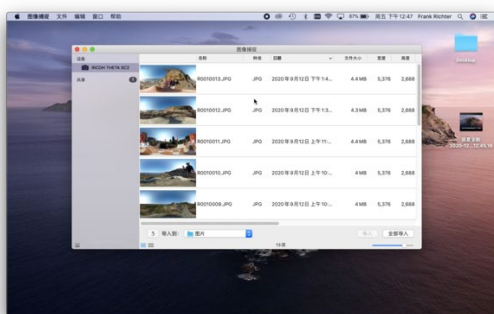 图像捕捉 文件 编辑 窗口 帮助
57% 周五 下午12:47 Frank Richter
图像捕捉
设备
名称 种类 日期 文件大小 宽度 高度
RICOH THETA SC2
共享
R0010013.JPG JPG 2020年9月12日 下午1:4... 4.4 MB 5,376 2,688
R0010012.JPG JPG 2020年9月12日 下午1:3... 4.3 MB 5,376 2,688
R0010011.JPG JPG 2020年9月12日 上午11:... 4.4 MB 5,376 2,688
R0010010.JPG JPG 2020年9月12日 上午10:... 4 MB 5,376 2,688
R0010009.JPG JPG 2020年9月12日 上午10:... 4 MB 5,376 2,688
导入到: 图片
导入 全部导入
Desktop